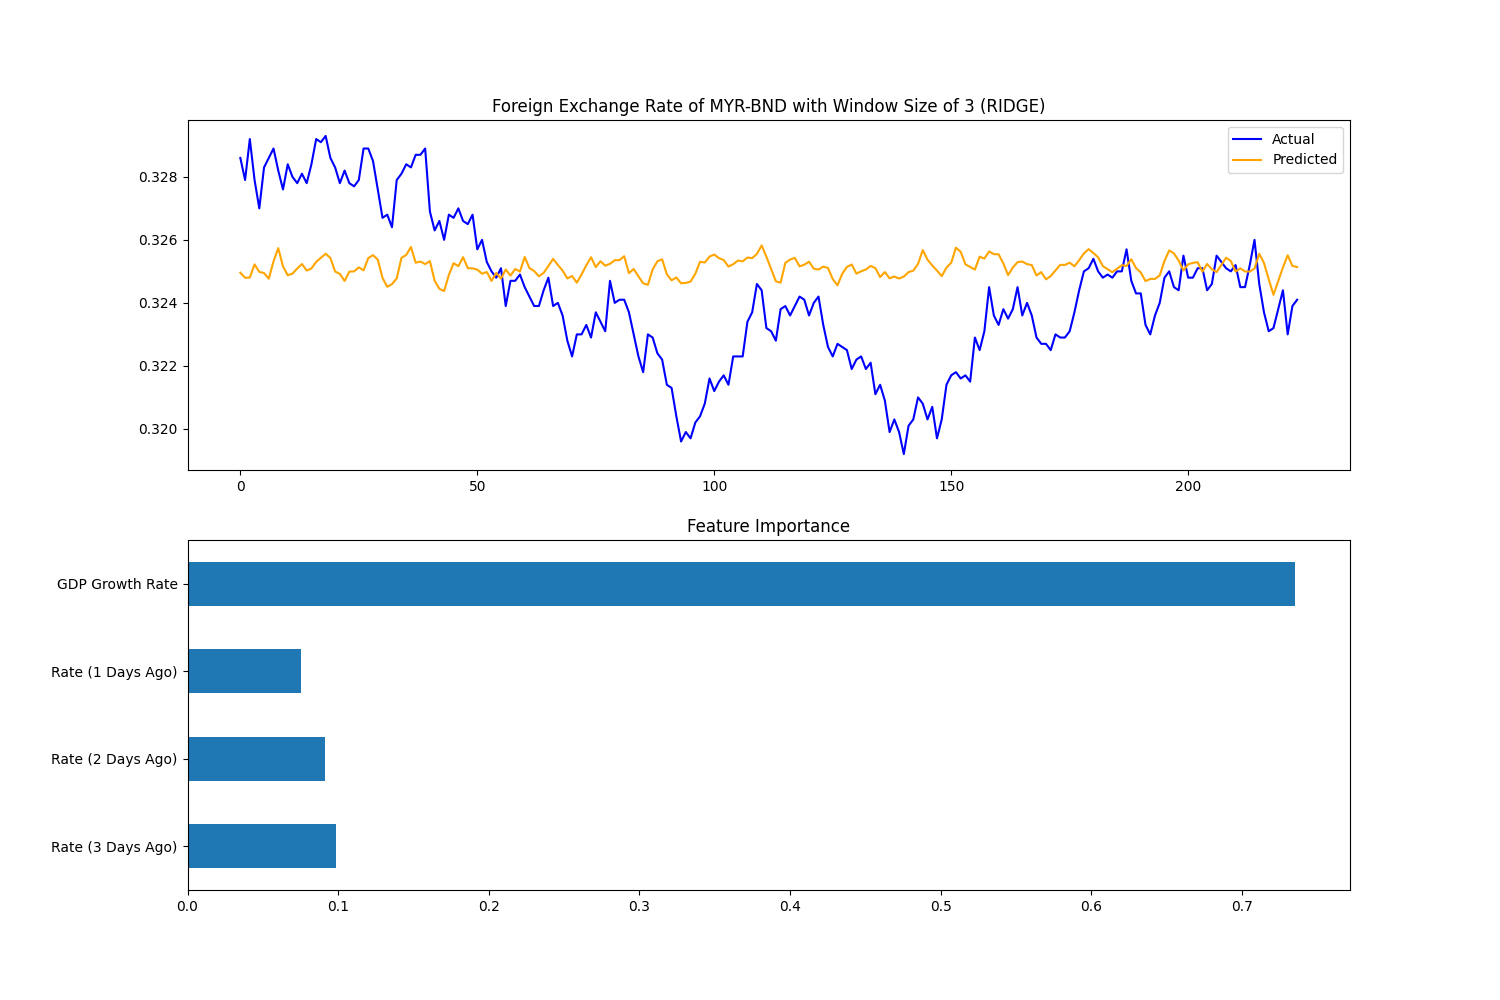 Foreign Exchange Rate of MYR-BND with Window Size of 3 (RIDGE)
Actual
Predicted
0.328
0.326
0.324
0.322
0.320
0 50 100 150 200
Feature Importance
GDP Growth Rate
Rate (1 Days Ago)
Rate (2 Days Ago)
Rate (3 Days Ago)
0.0 0.1 0.2 0.3 0.4 0.5 0.6 0.7